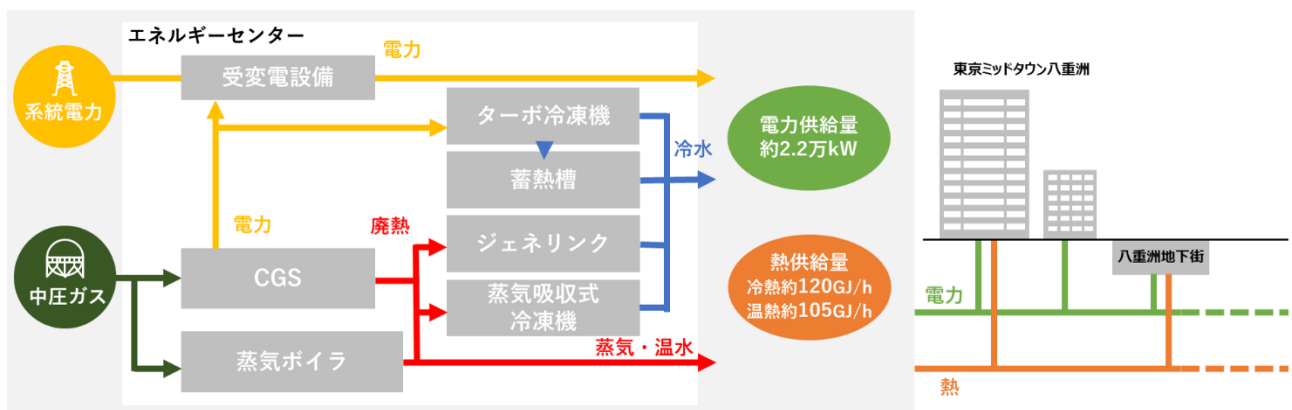 エネルギーセンター
系統電力
受変電設備
電力
ターボ冷凍機
冷水
蓄熱槽
電力
廃熱
中圧ガス
CGS
ジェネリンク
蒸気吸収式
冷凍機
蒸気ボイラ
蒸気・温水
電力供給量
約2.2万kW
熱供給量
冷熱約120GJ/h
温熱約105GJ/h
東京ミッドタウン八重洲
八重洲地下街
電力
熱